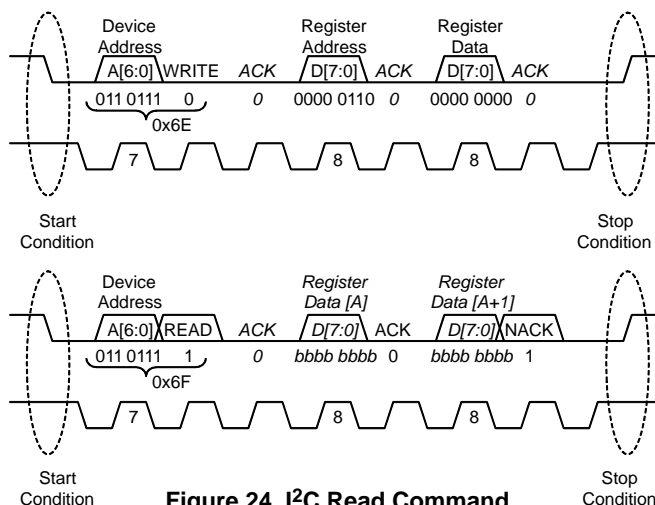 Device Address Register Address Register Data
A[6:0] WRITE ACK D[7:0] ACK D[7:0] ACK
011 0111 0 0 0000 0110 0 0000 0000 0
0x6E
7 8 8
Start Condition Stop Condition
Device Address Register Data [A] Register Data [A+1]
A[6:0] READ ACK D[7:0] ACK D[7:0] NACK
011 0111 1 0 bbbb bbbb 0 bbbb bbbb 1
0x6F
7 8 8
Start Condition Stop Condition
Figure 24. I²C Read Command